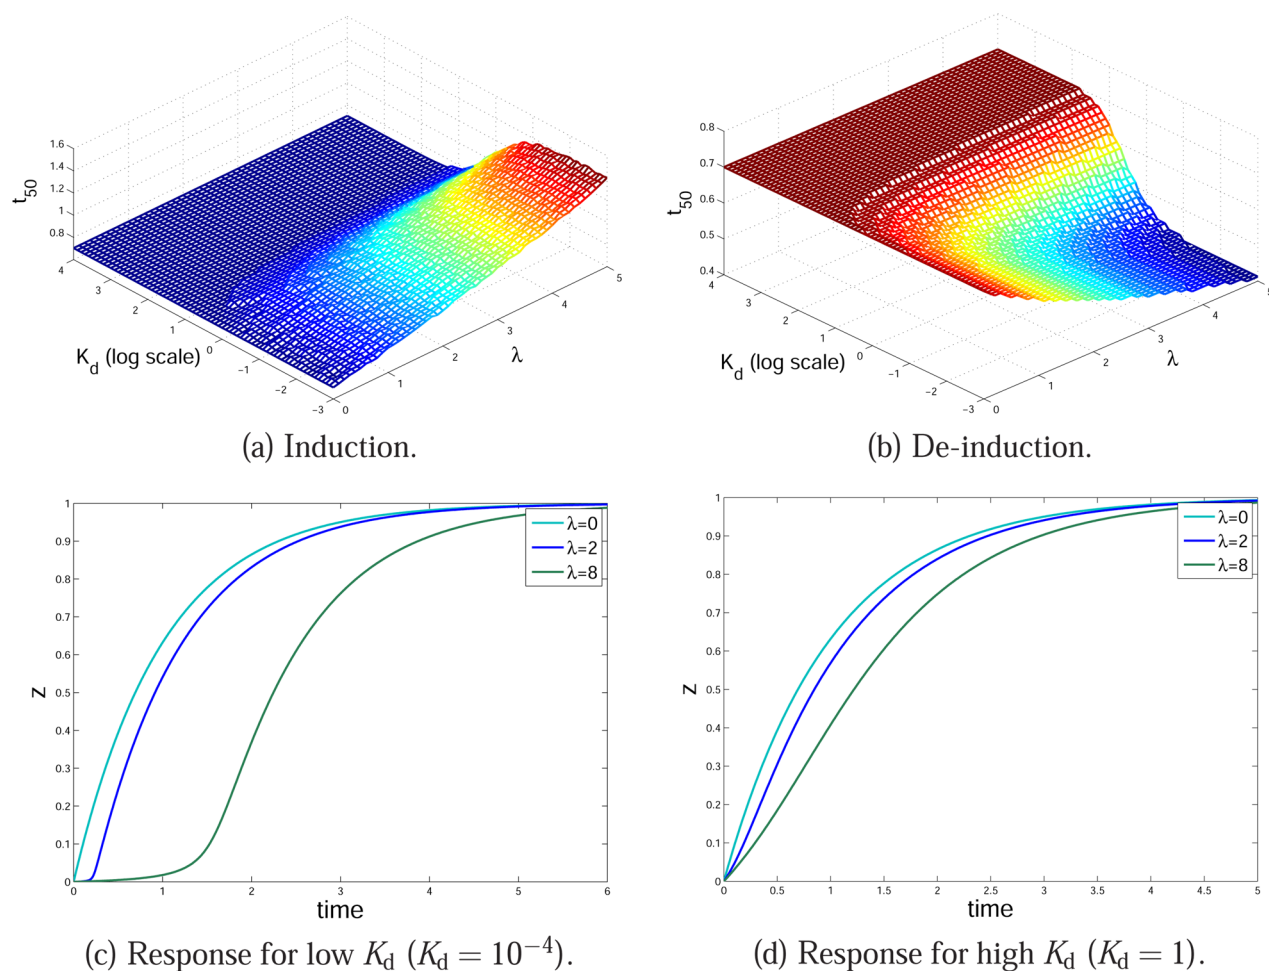 1.6
1.4
1.2
1
0.8
t50
4
3
2
1
0
−1
−2
−3
Kd (log scale)
0
1
2
3
4
5
λ
(a) Induction.
0.8
0.7
0.6
0.5
0.4
t50
4
3
2
1
0
−1
−2
−3
Kd (log scale)
0
1
2
3
4
5
λ
(b) De-induction.
1
0.9
0.8
0.7
0.6
0.5
0.4
0.3
0.2
0.1
0
z
λ=0
λ=2
λ=8
0 1 2 3 4 5 6
time
(c) Response for low Kd (Kd = 10−4).
1
0.9
0.8
0.7
0.6
0.5
0.4
0.3
0.2
0.1
0
z
λ=0
λ=2
λ=8
0 0.5 1 1.5 2 2.5 3 3.5 4 4.5 5
time
(d) Response for high Kd (Kd = 1).